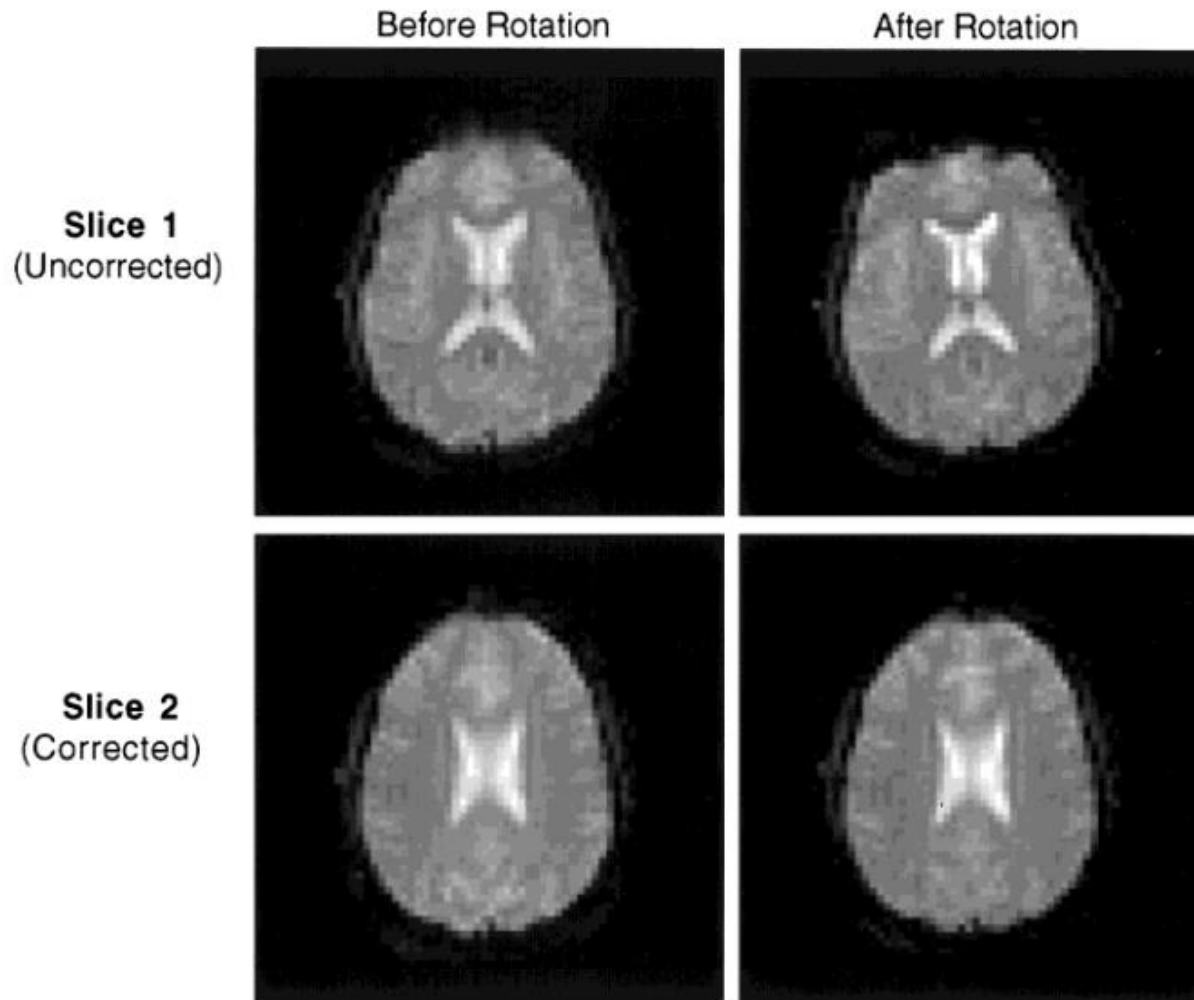 Before Rotation
After Rotation
Slice 1
(Uncorrected)
Slice 2
(Corrected)